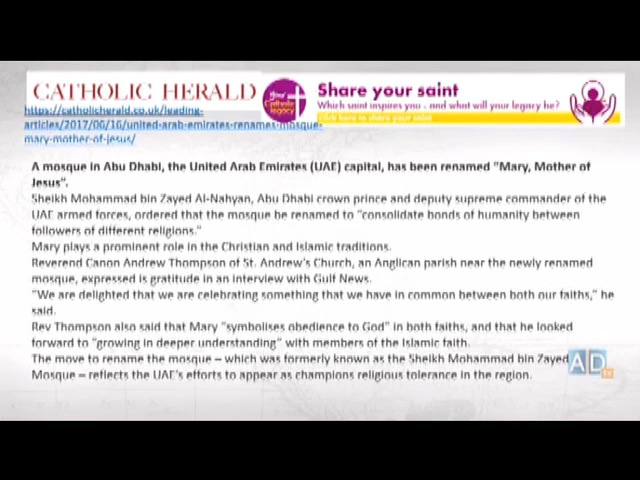 CATHOLIC HERALD
Your Catholic legacy
Share your saint
Which saint inspires you - and what will your legacy be?
Click here to share your saint
https://catholicherald.co.uk/leading-
articles/2017/06/16/united-arab-emirates-renames-mosque-
mary-mother-of-jesus/
A mosque in Abu Dhabi, the United Arab Emirates (UAE) capital, has been renamed "Mary, Mother of
Jesus".
Sheikh Mohammad bin Zayed Al-Nahyan, Abu Dhabi crown prince and deputy supreme commander of the
UAE armed forces, ordered that the mosque be renamed to "consolidate bonds of humanity between
followers of different religions."
Mary plays a prominent role in the Christian and Islamic traditions.
Reverend Canon Andrew Thompson of St. Andrew's Church, an Anglican parish near the newly renamed
mosque, expressed is gratitude in an interview with Gulf News.
"We are delighted that we are celebrating something that we have in common between both our faiths," he
said.
Rev Thompson also said that Mary "symbolises obedience to God" in both faiths, and that he looked
forward to "growing in deeper understanding" with members of the Islamic faith.
The move to rename the mosque – which was formerly known as the Sheikh Mohammad bin Zayed
Mosque – reflects the UAE's efforts to appear as champions religious tolerance in the region.
AD
tv